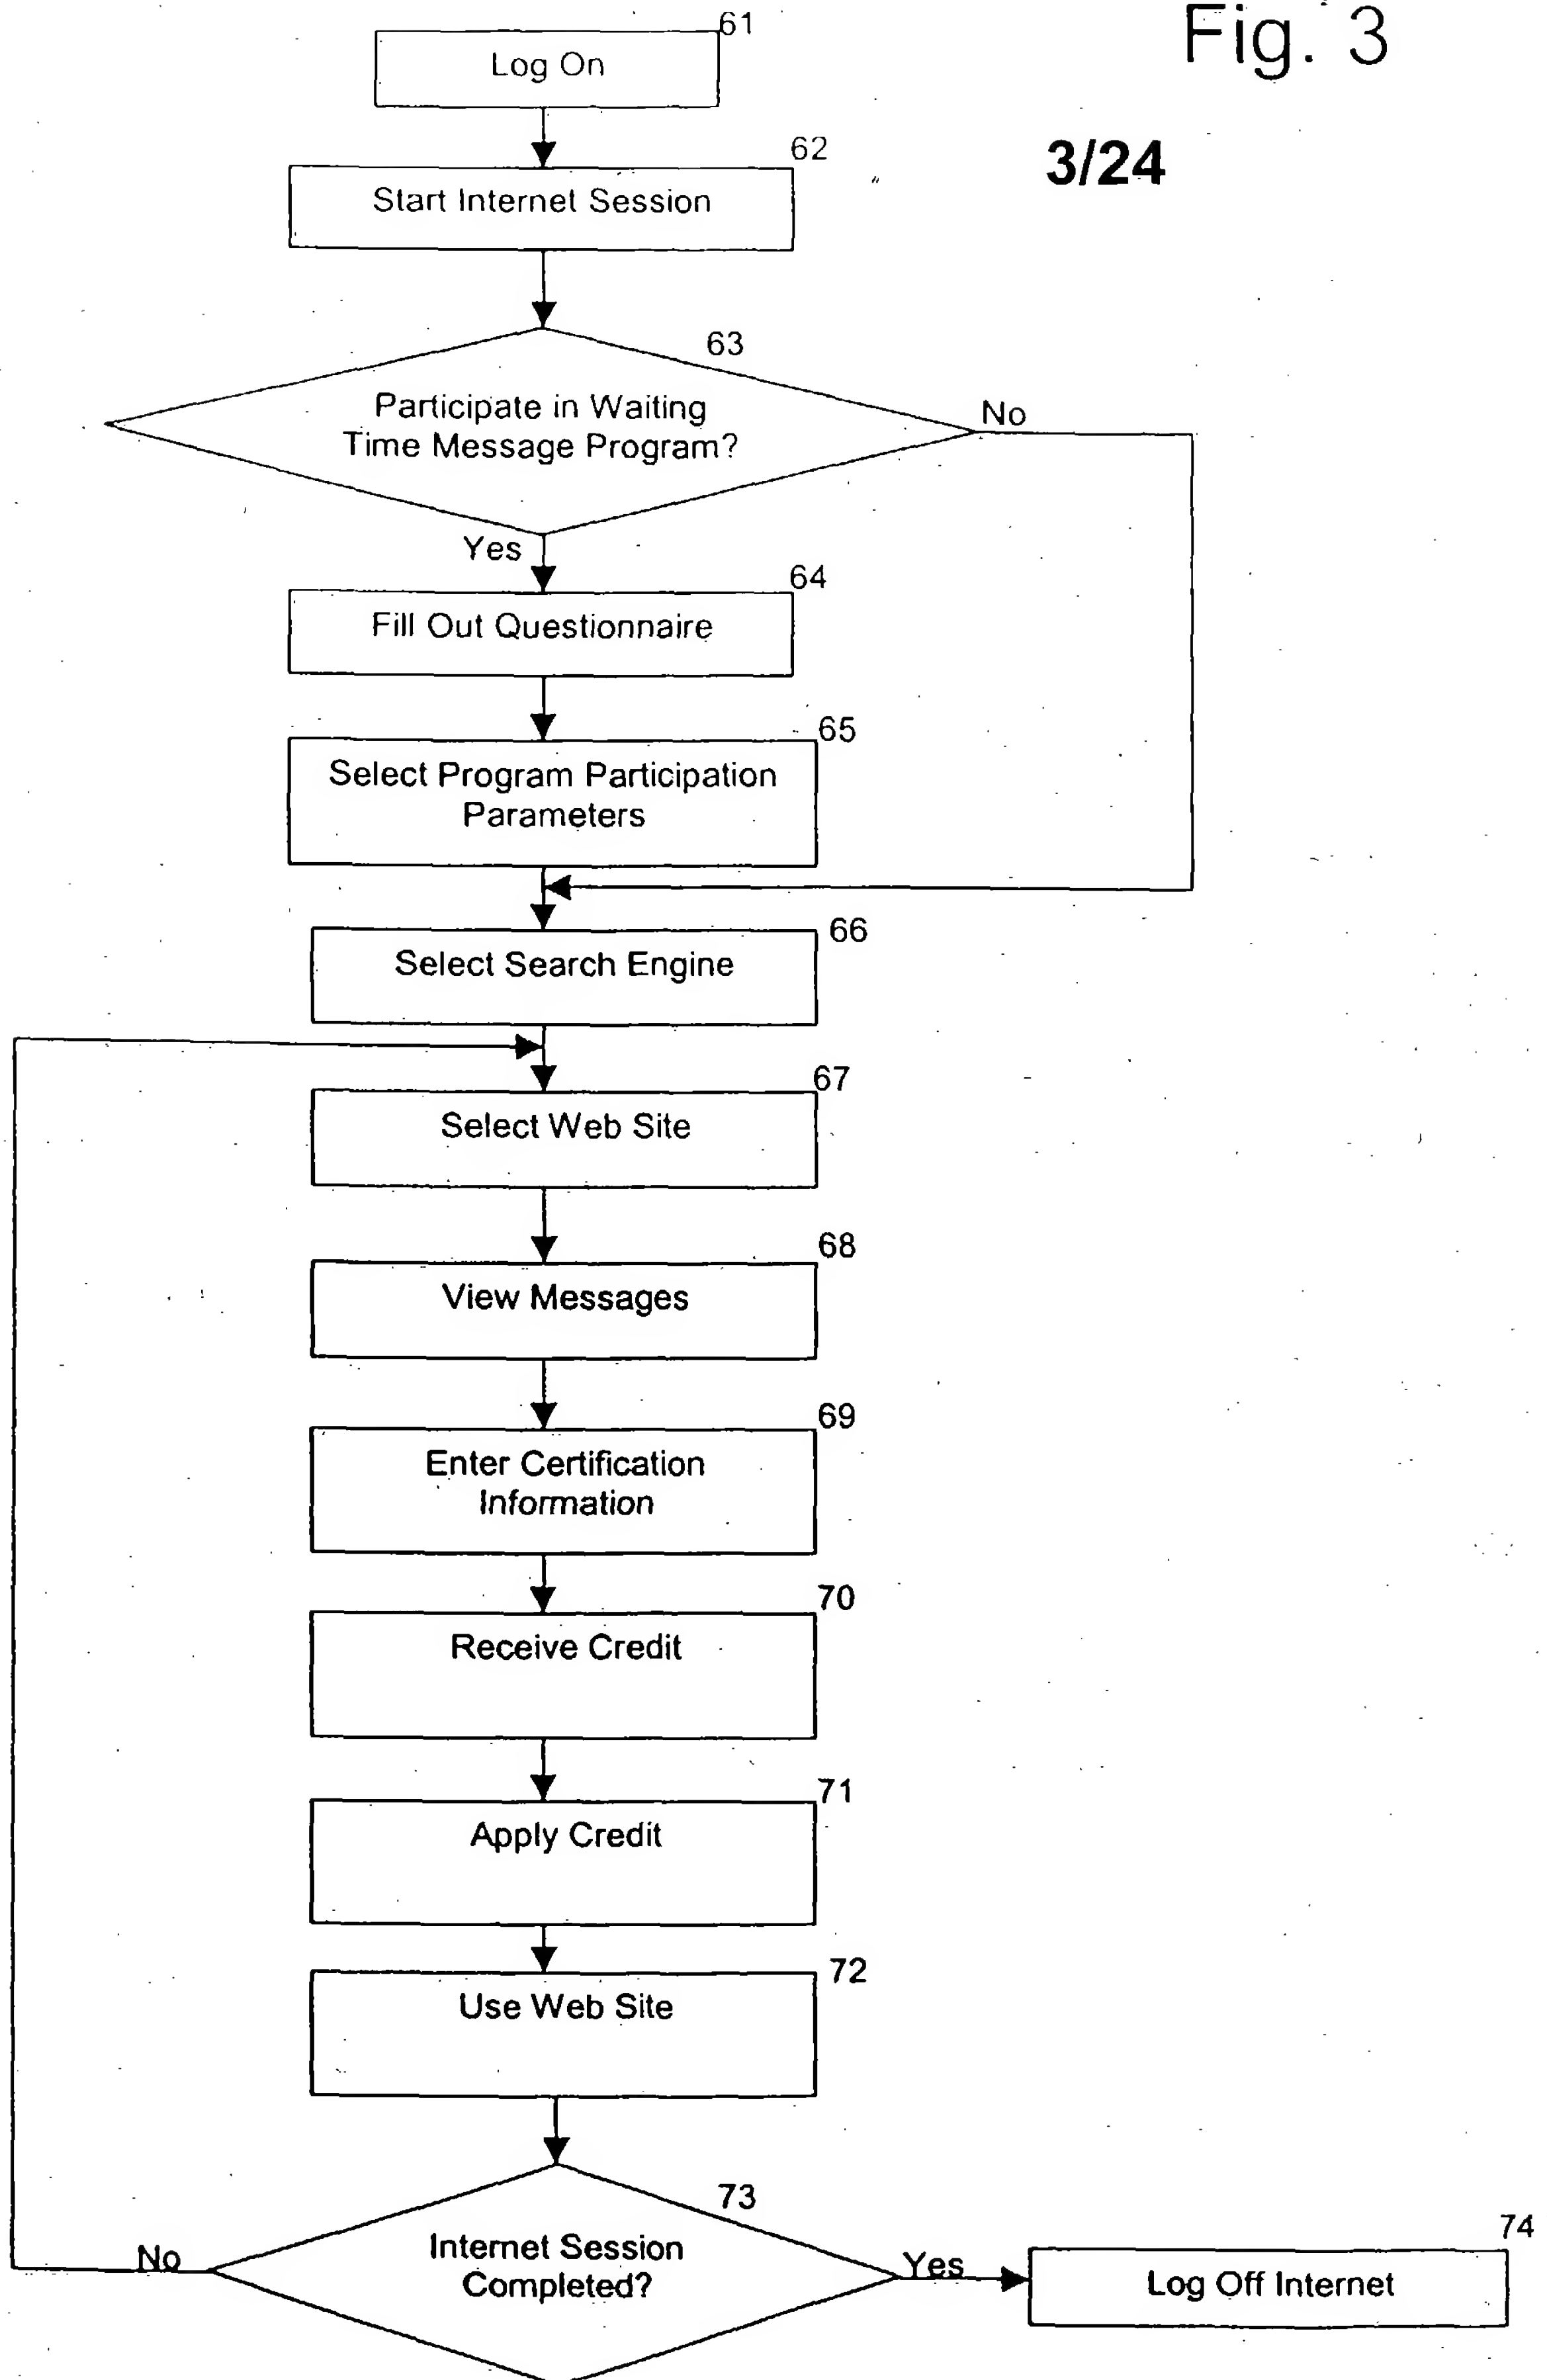 Fig. 3
3/24
61
Log On
62
Start Internet Session
63
Participate in Waiting
Time Message Program?
No
Yes
64
Fill Out Questionnaire
65
Select Program Participation
Parameters
66
Select Search Engine
67
Select Web Site
68
View Messages
69
Enter Certification
Information
70
Receive Credit
71
Apply Credit
72
Use Web Site
73
Internet Session
Completed?
No
Yes
74
Log Off Internet